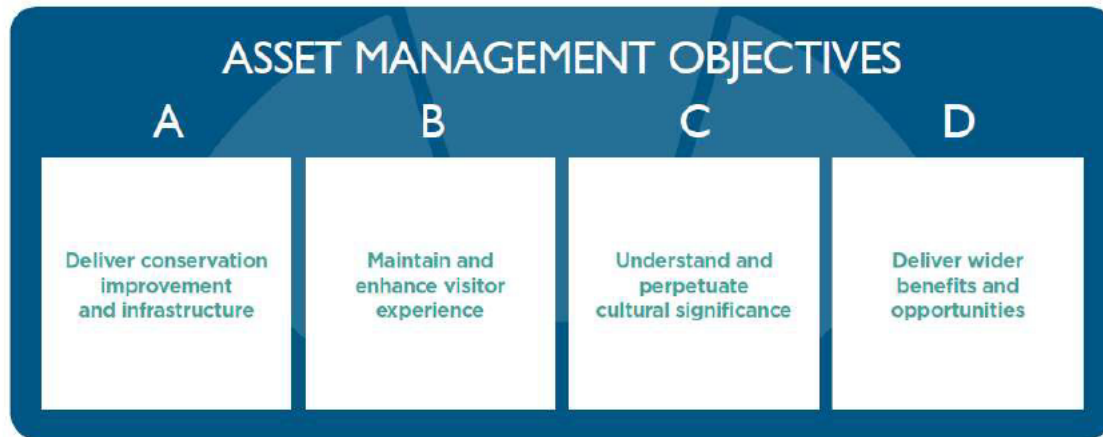 ASSET MANAGEMENT OBJECTIVES
A
Deliver conservation
improvement
and infrastructure
B
Maintain and
enhance visitor
experience
C
Understand and
perpetuate
cultural significance
D
Deliver wider
benefits and
opportunities